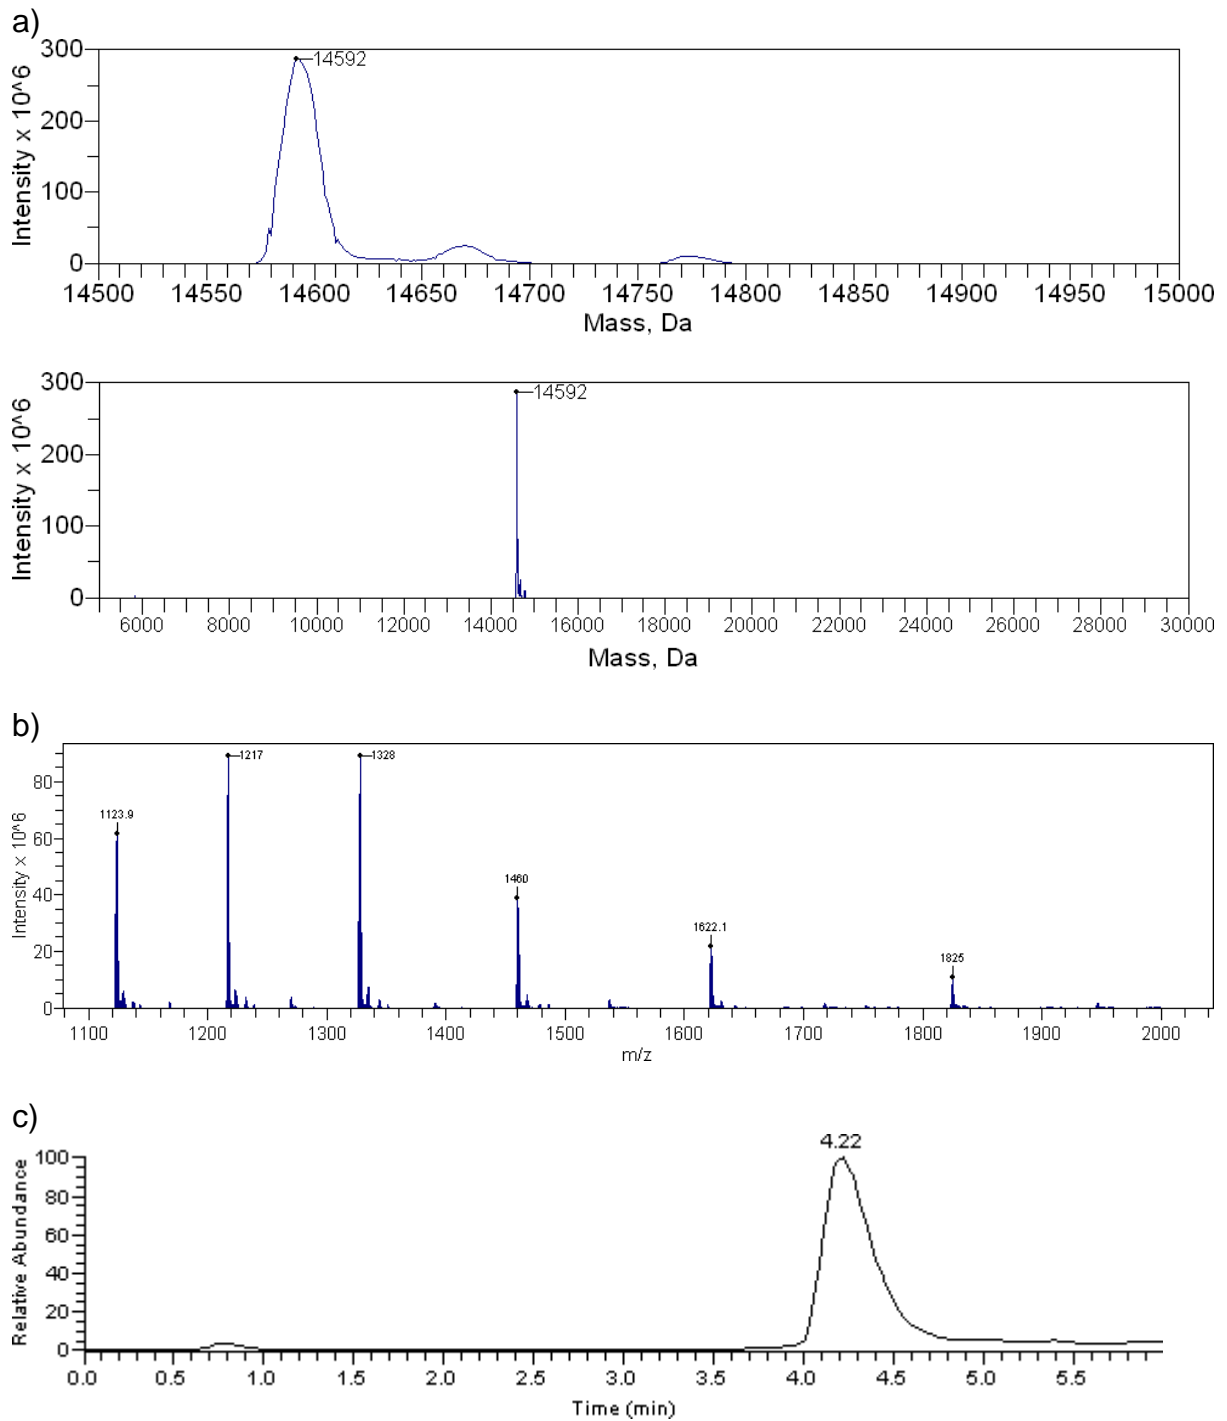 a)
300
200
100
0
Intensity x 10^6
14592
14500 14550 14600 14650 14700 14750 14800 14850 14900 14950 15000
Mass, Da
300
200
100
0
Intensity x 10^6
14592
6000 8000 10000 12000 14000 16000 18000 20000 22000 24000 26000 28000 30000
Mass, Da
b)
80
60
40
20
0
Intensity x 10^6
1123.9
1217
1328
1460
1622.1
1825
1100 1200 1300 1400 1500 1600 1700 1800 1900 2000
m/z
c)
4.22
100
80
60
40
20
0
Relative Abundance
0.0 0.5 1.0 1.5 2.0 2.5 3.0 3.5 4.0 4.5 5.0 5.5
Time (min)